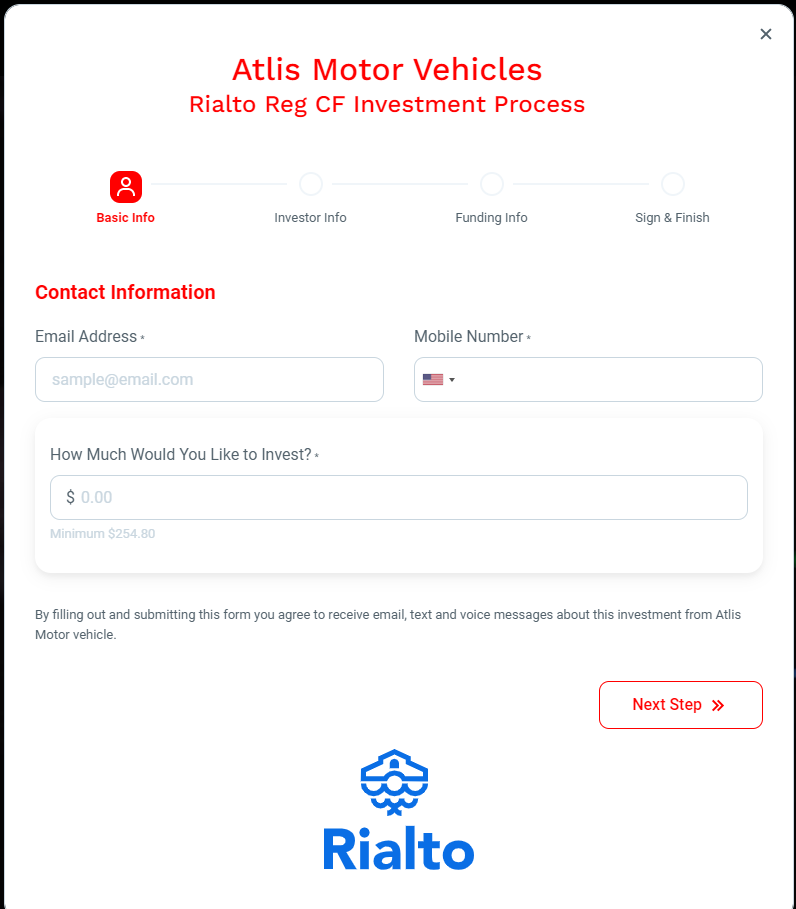 Atlis Motor Vehicles
Rialto Reg CF Investment Process
Basic Info
Investor Info
Funding Info
Sign & Finish
Contact Information
Email Address *
Mobile Number *
sample@email.com
How Much Would You Like to Invest? *
$ 0.00
Minimum $254.80
By filling out and submitting this form you agree to receive email, text and voice messages about this investment from Atlis
Motor vehicle.
Next Step
Rialto